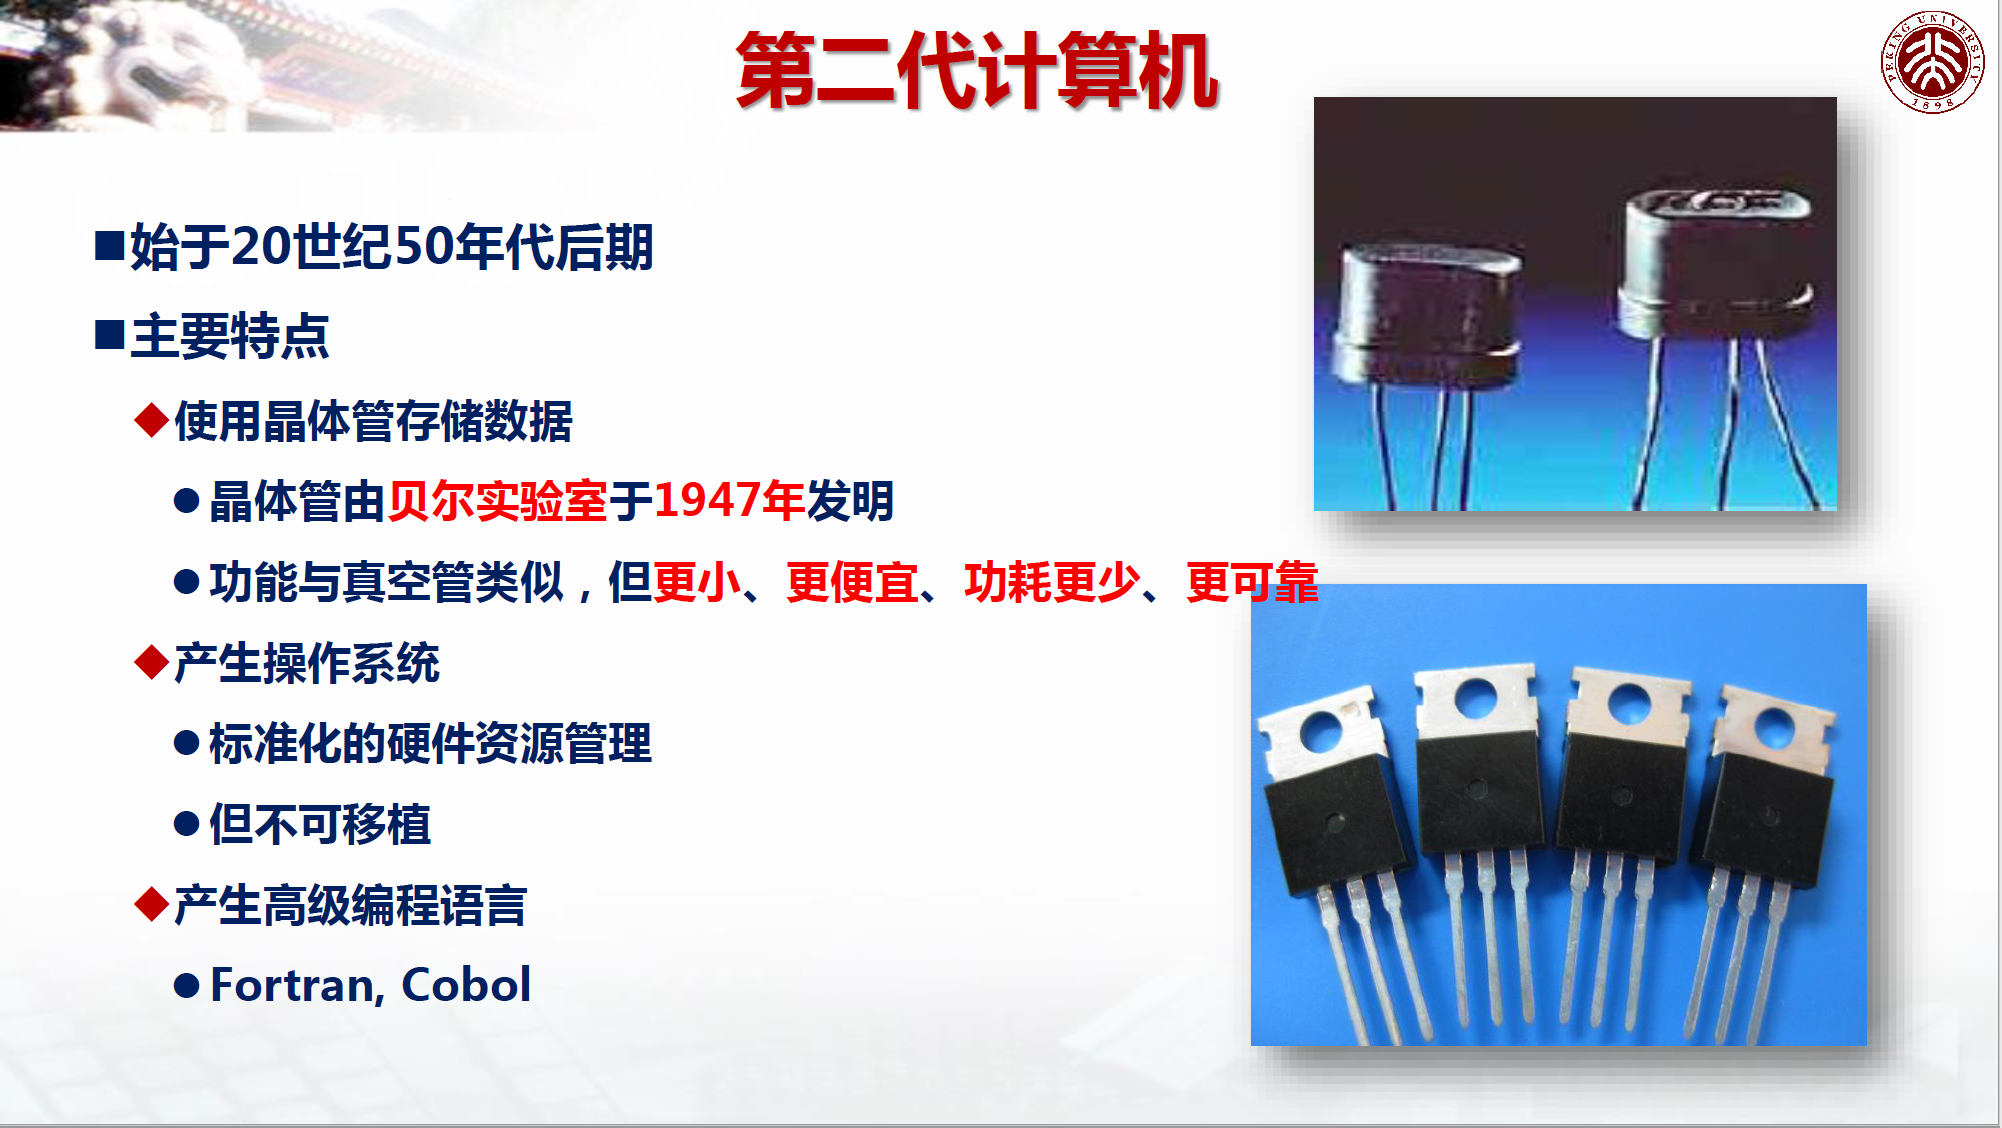 第二代计算机
PEKING UNIVERSITY
1898
始于20世纪50年代后期
主要特点
使用晶体管存储数据
晶体管由贝尔实验室于1947年发明
功能与真空管类似，但更小、更便宜、功耗更少、更可靠
产生操作系统
标准化的硬件资源管理
但不可移植
产生高级编程语言
Fortran, Cobol